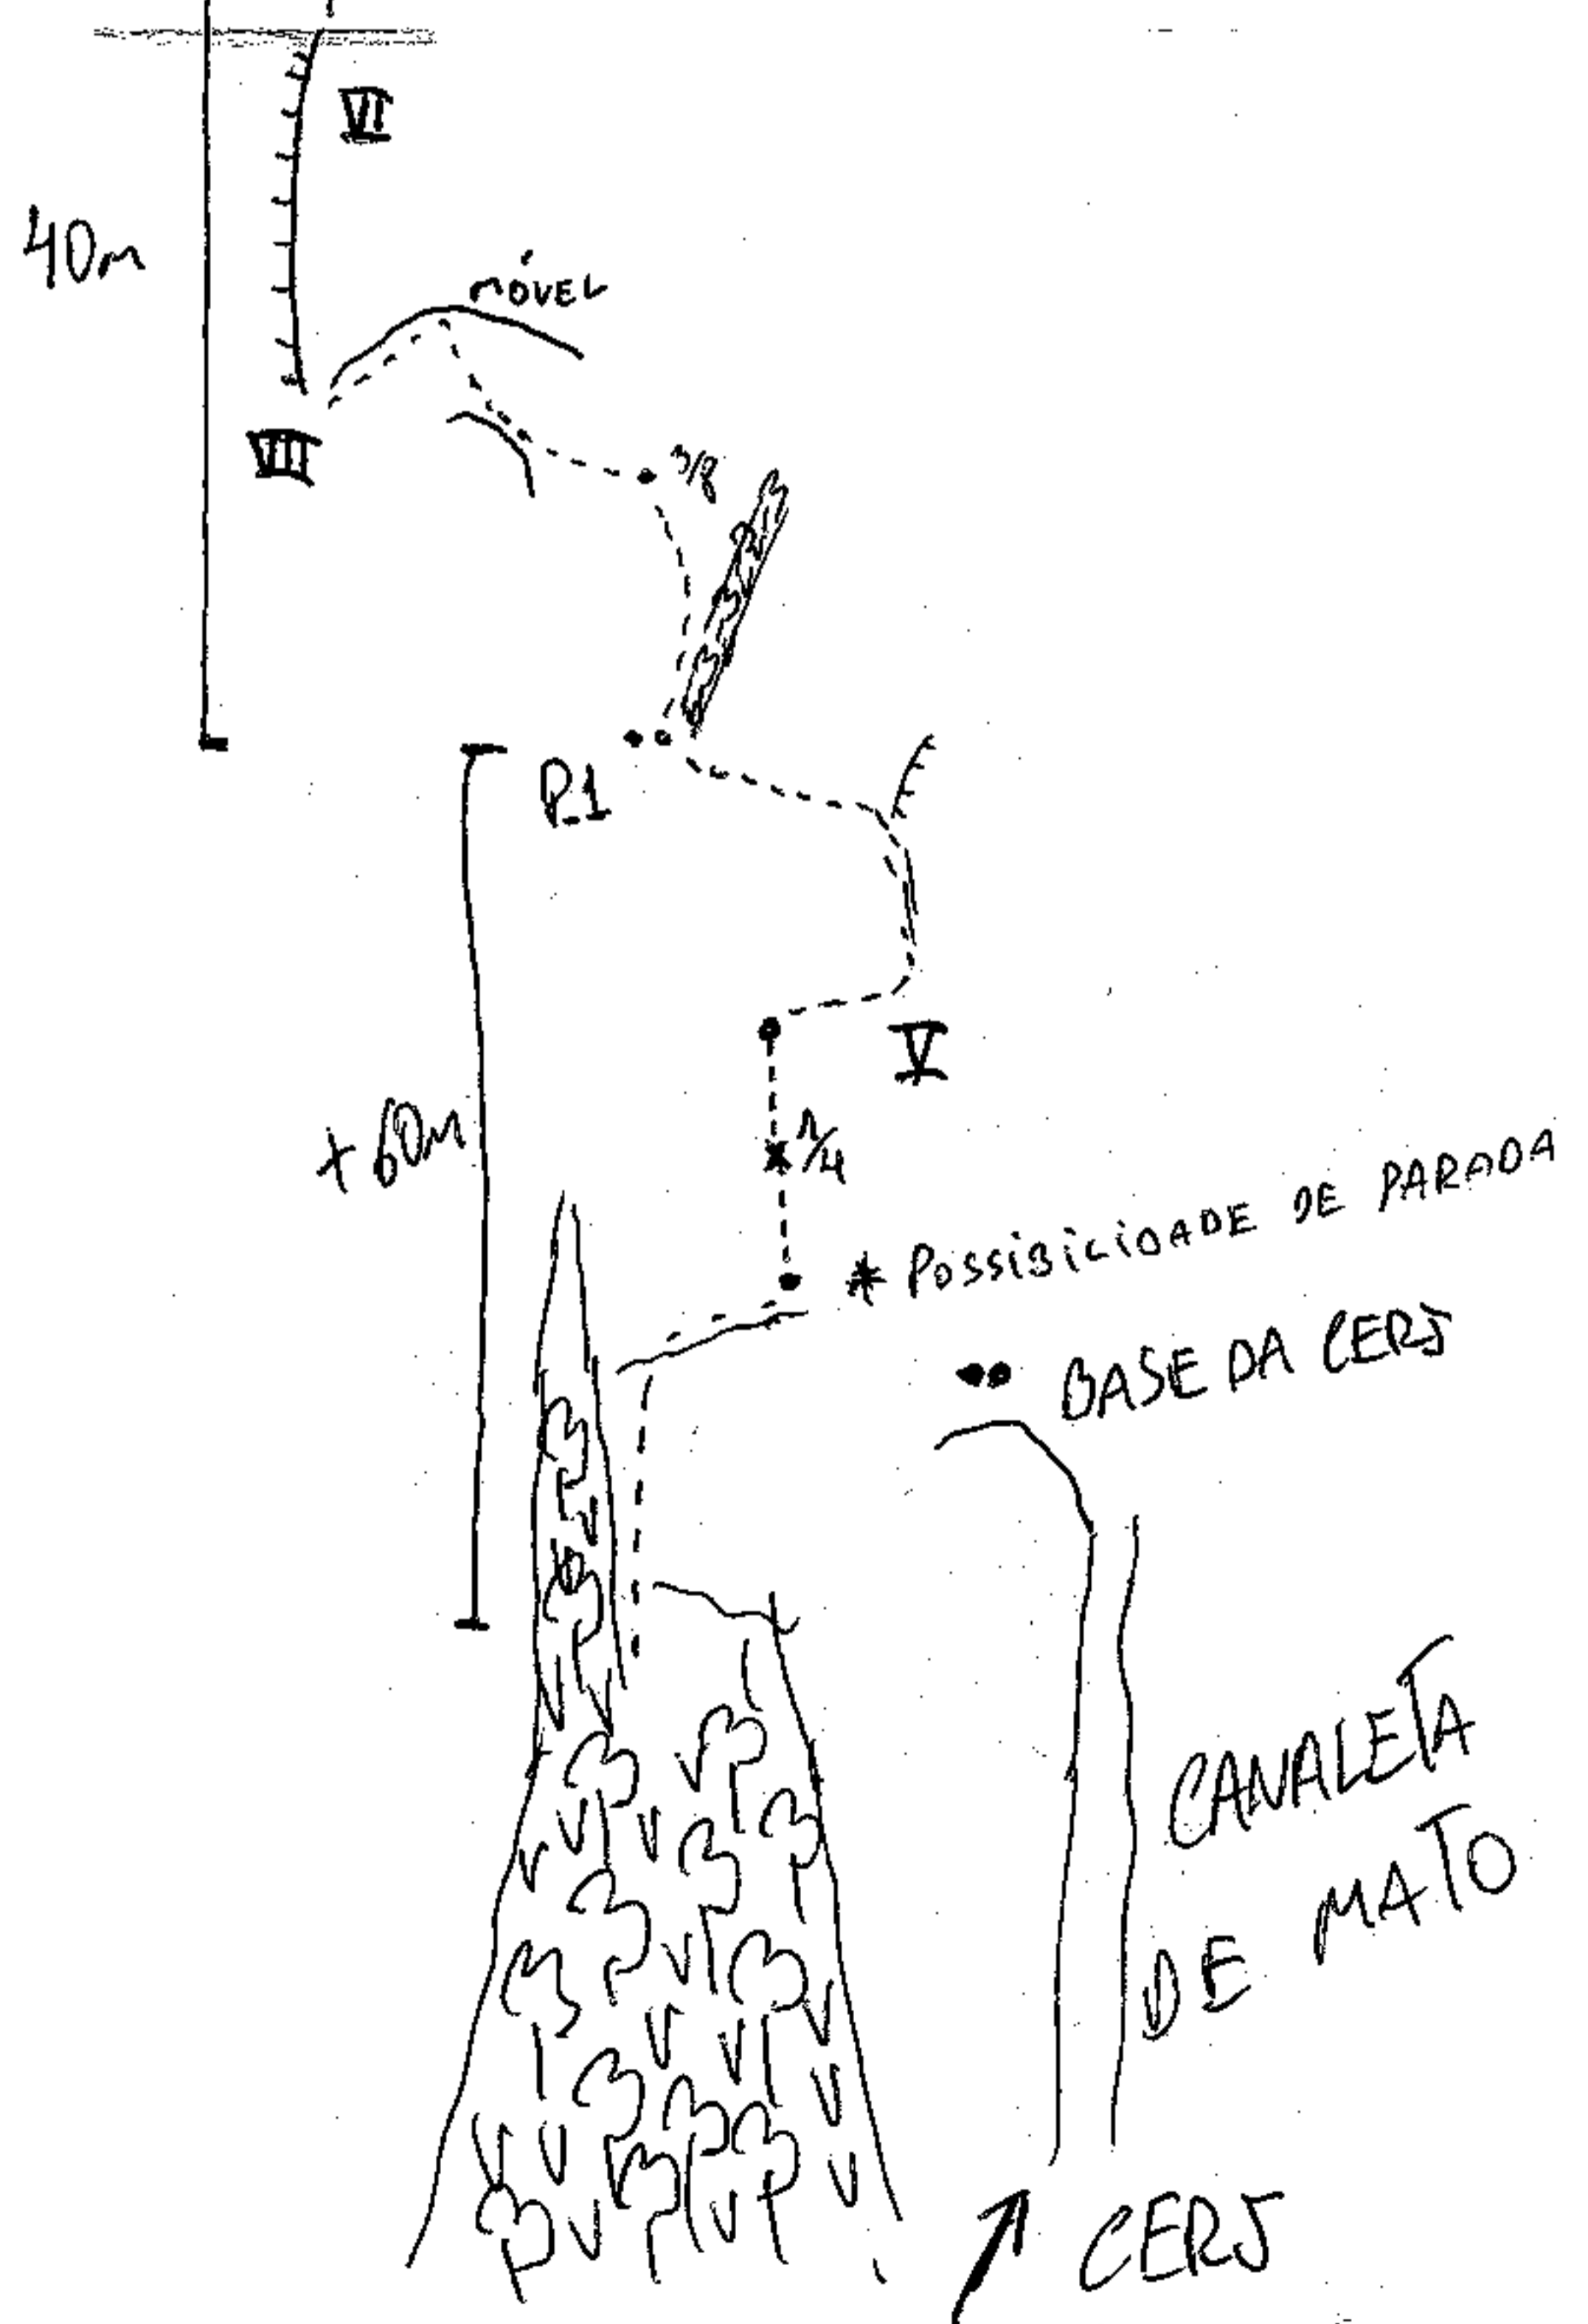 VI
40m
MÓVEL
VII
3/8
P.1
V
+60m
1/4
* POSSIBILIDADE DE PARADA
BASE DA CERJ
CANALETA
DE MATO
CERJ